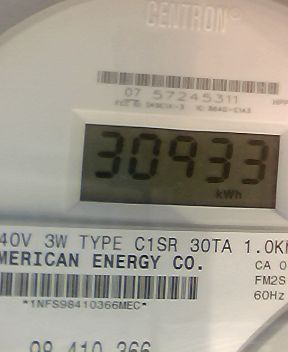 CENTRON®
07 57245311
30933
kWh
40V 3W TYPE C1SR 30TA 1.0K
MERICAN ENERGY CO. CA 0
FM2S
*1NFS98410366MEC* 60Hz
98 410 366